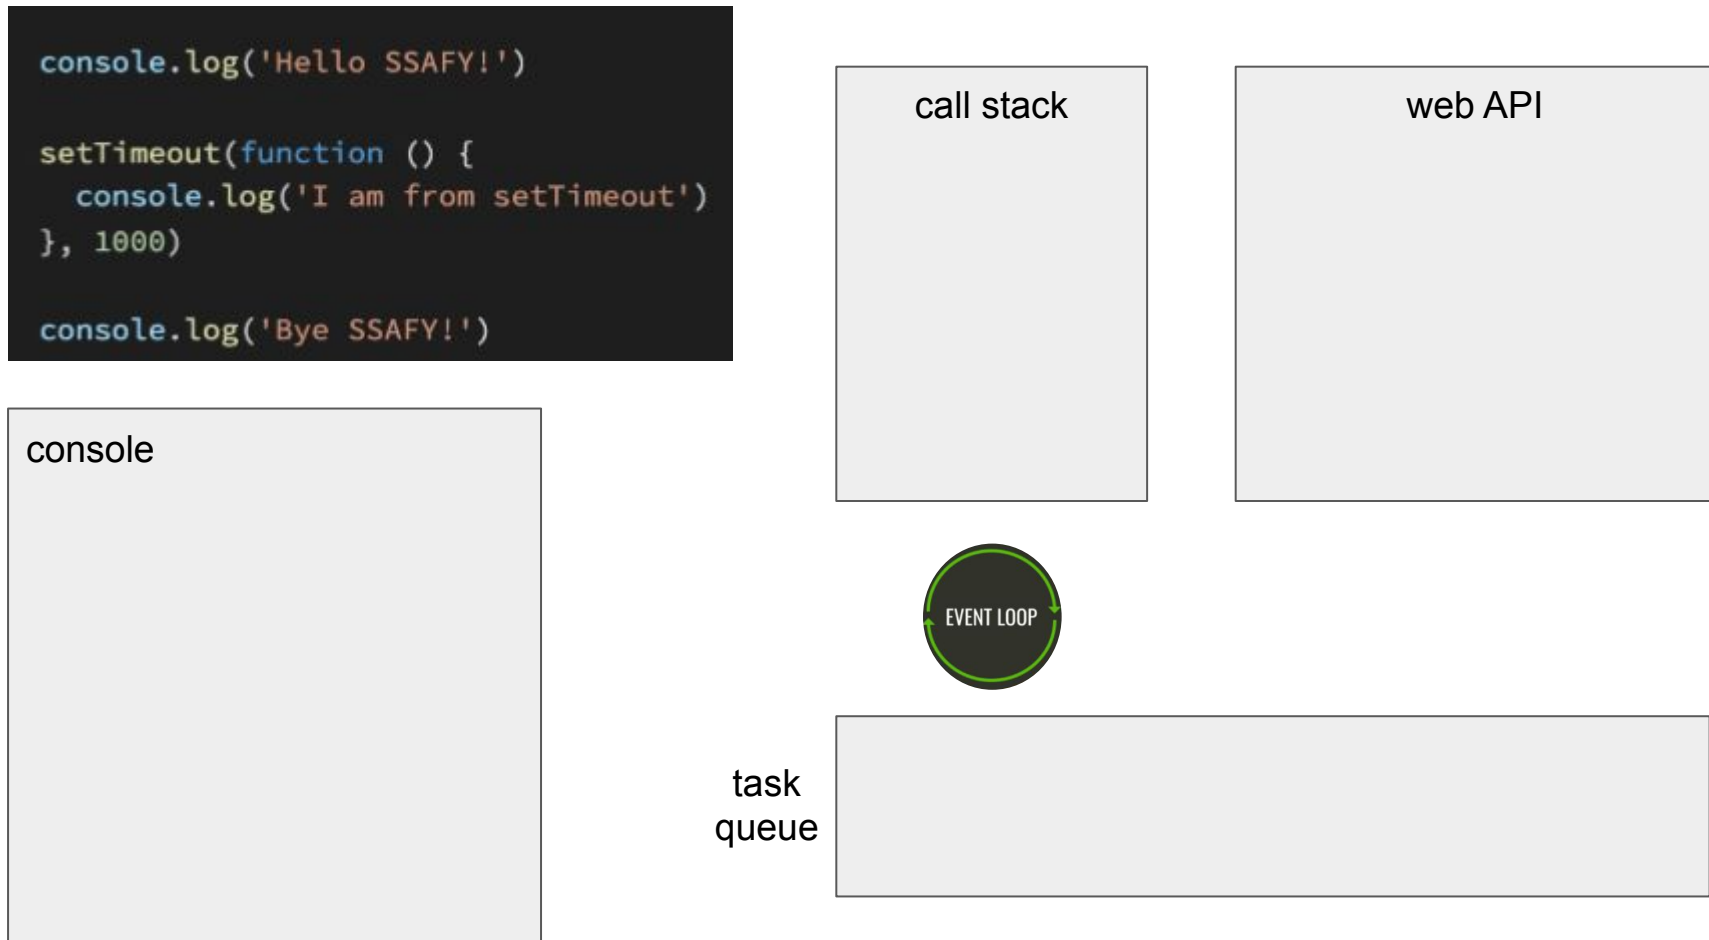 console.log('Hello SSAFY!')
setTimeout(function () {
console.log('I am from setTimeout')
}, 1000)
console.log('Bye SSAFY!')
call stack
web API
console
EVENT LOOP
task
queue